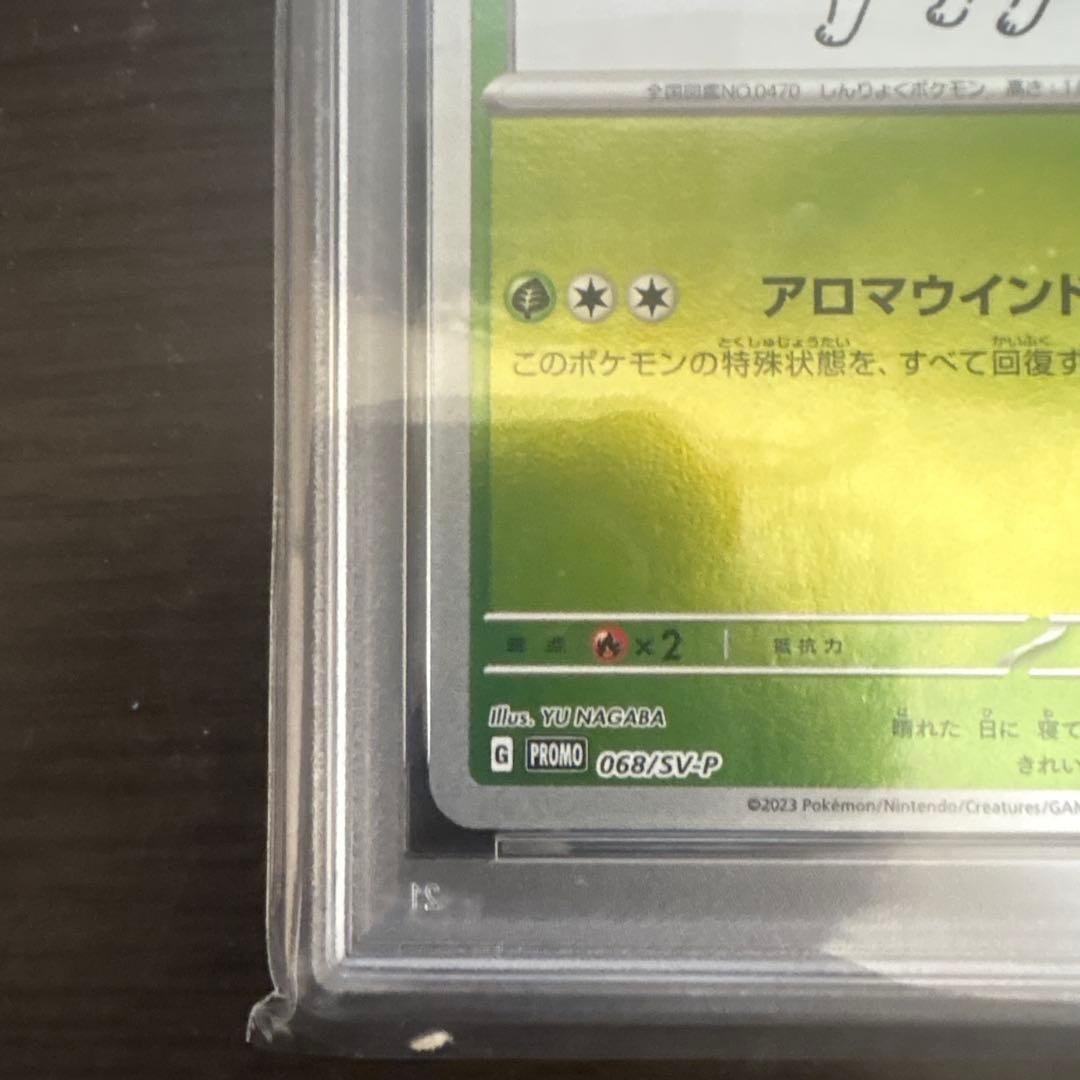 全国図鑑NO.0470 しんりょくポケモン 高さ:1
アロマウインド
とくしゅじょうたい かいふく
このポケモンの特殊状態を、すべて回復す
弱点 ×2 抵抗力
Illus. YU NAGABA
は ひ ね
晴れた 日に 寝て
G PROMO 068/SV-P
きれい
©2023 Pokémon/Nintendo/Creatures/GAM